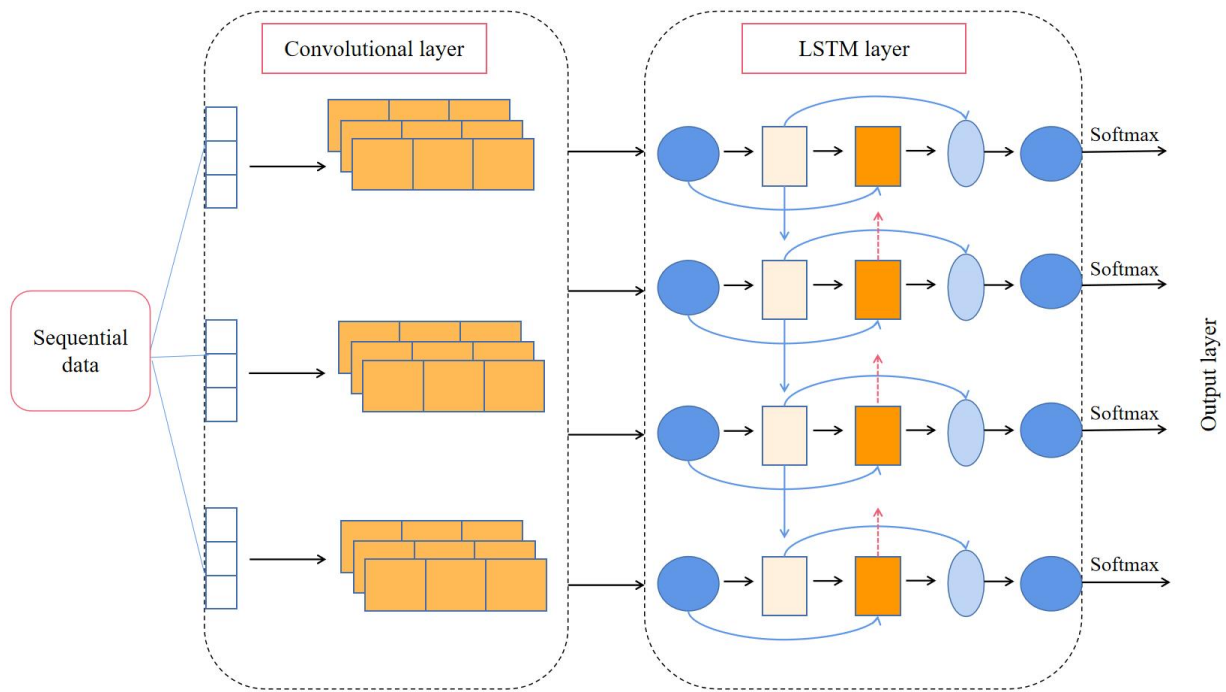 Convolutional layer
LSTM layer
Sequential
data
Softmax
Softmax
Softmax
Softmax
Output layer